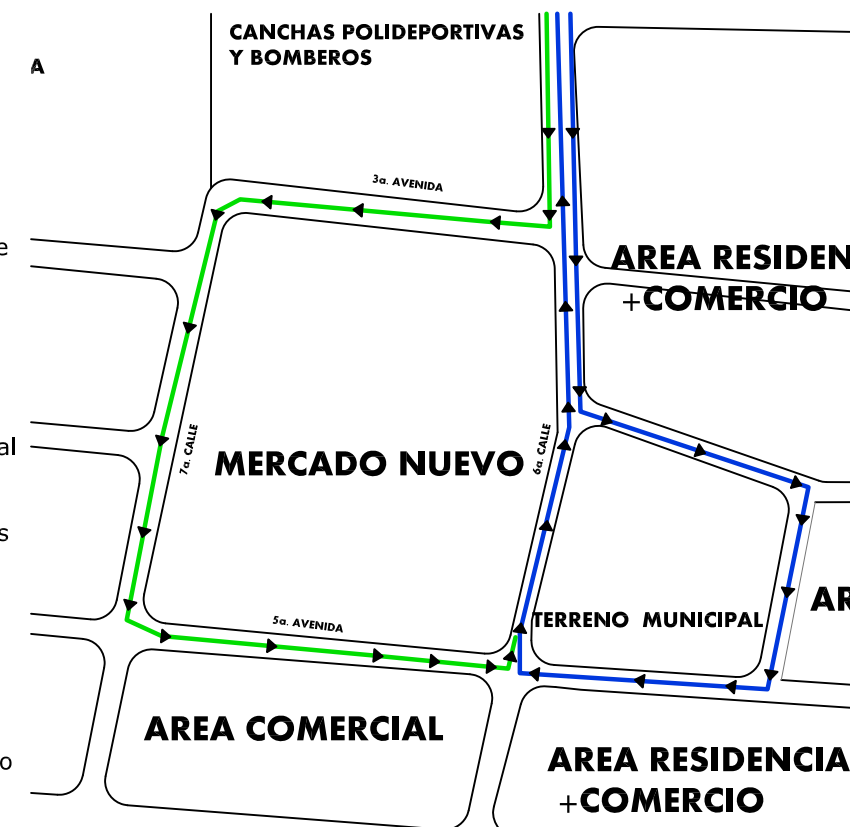 CANCHAS POLIDEPORTIVAS
Y BOMBEROS
A
3a. AVENIDA
e
AREA RESIDEN
+COMERCIO
al
7a. CALLE
MERCADO NUEVO
6a. CALLE
s
AR
5a. AVENIDA
TERRENO MUNICIPAL
AREA COMERCIAL
o
AREA RESIDENCIA
+COMERCIO